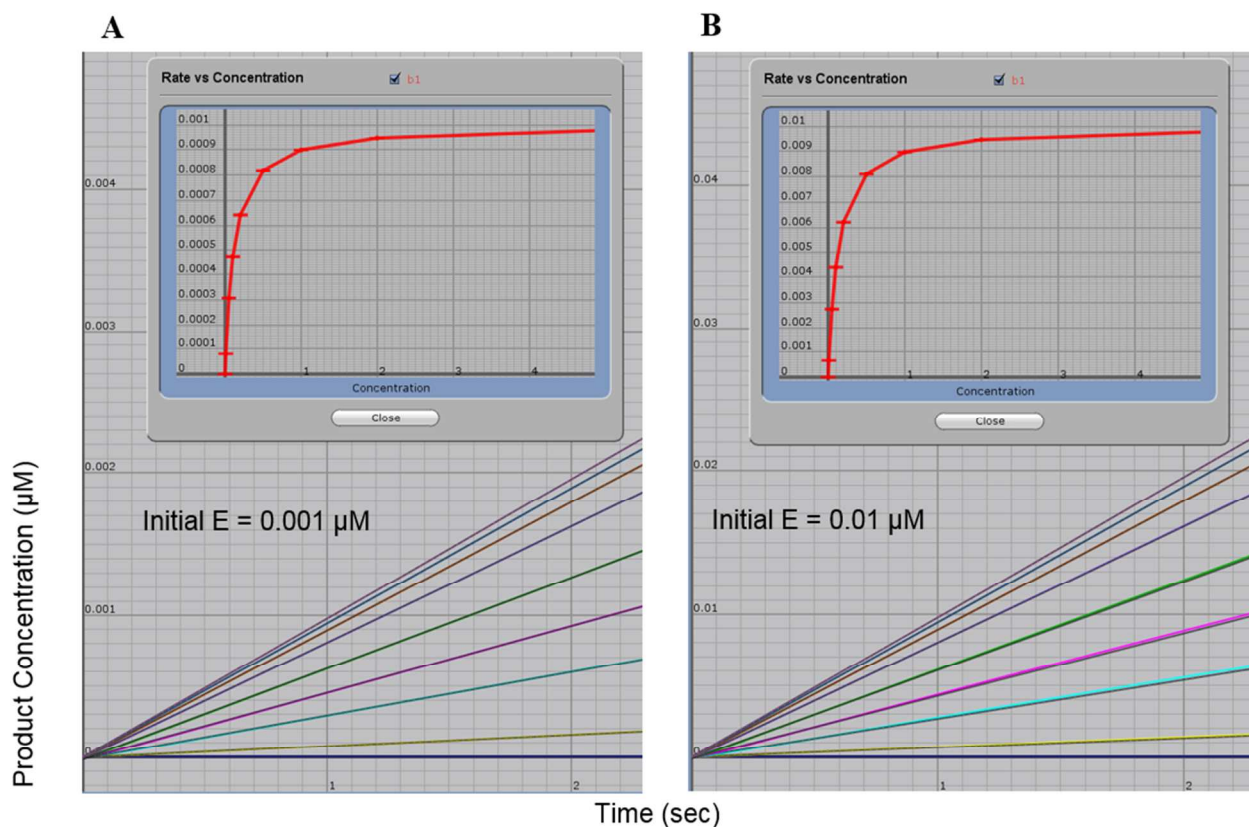 A
B
Rate vs Concentration
b1
0.001
0.0009
0.0008
0.0006
0.0005
0.0004
0.0003
0.0002
0.0001
0
1
2
3
4
Concentration
Close
0.004
0.003
0.002
0.001
Initial E = 0.001 µM
1
2
Rate vs Concentration
b1
0.01
0.009
0.008
0.006
0.005
0.004
0.003
0.002
0.001
0
1
2
3
4
Concentration
Close
0.04
0.03
0.02
0.01
Initial E = 0.01 µM
1
2
Product Concentration (µM)
Time (sec)